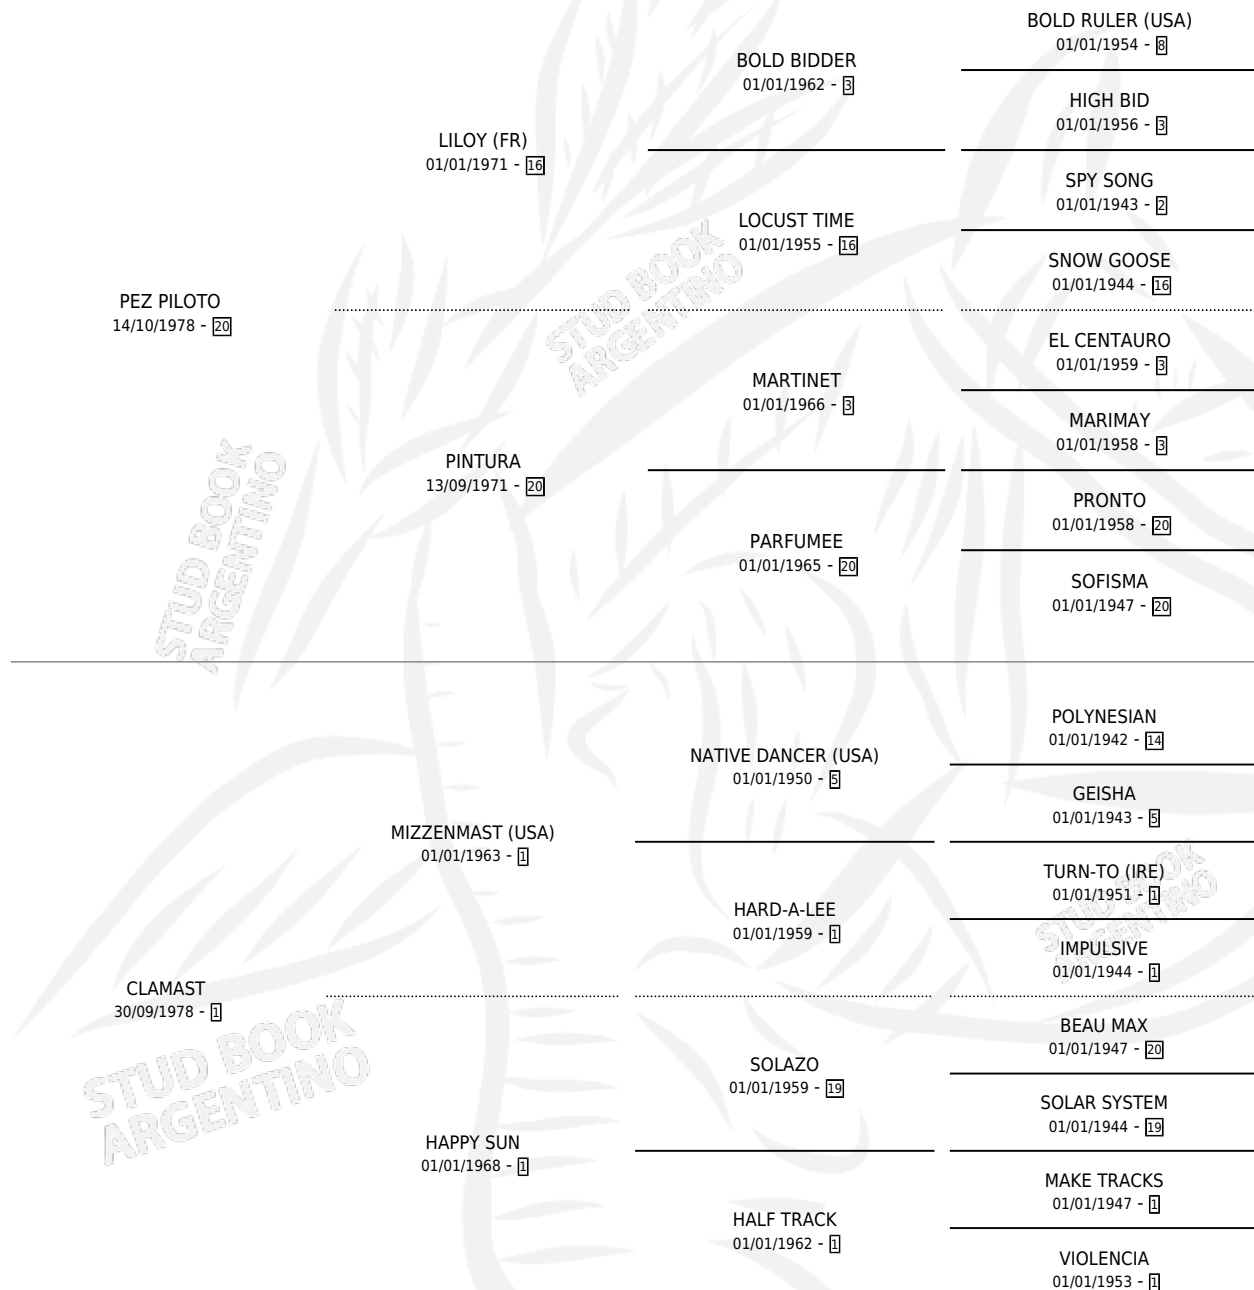 BOLD RULER (USA)
01/01/1954 - 8
BOLD BIDDER
01/01/1962 - 3
HIGH BID
01/01/1956 - 3
LILOY (FR)
01/01/1971 - 16
SPY SONG
01/01/1943 - 2
LOCUST TIME
01/01/1955 - 16
SNOW GOOSE
01/01/1944 - 16
PEZ PILOTO
14/10/1978 - 20
EL CENTAURO
01/01/1959 - 3
MARTINET
01/01/1966 - 3
MARIMAY
01/01/1958 - 3
PINTURA
13/09/1971 - 20
PRONTO
01/01/1958 - 20
PARFUMEE
01/01/1965 - 20
SOFISMA
01/01/1947 - 20
POLYNESIAN
01/01/1942 - 14
NATIVE DANCER (USA)
01/01/1950 - 5
GEISHA
01/01/1943 - 5
MIZZENMAST (USA)
01/01/1963 - 1
TURN-TO (IRE)
01/01/1951 - 1
HARD-A-LEE
01/01/1959 - 1
IMPULSIVE
01/01/1944 - 1
CLAMAST
30/09/1978 - 1
BEAU MAX
01/01/1947 - 20
SOLAZO
01/01/1959 - 19
SOLAR SYSTEM
01/01/1944 - 19
HAPPY SUN
01/01/1968 - 1
MAKE TRACKS
01/01/1947 - 1
HALF TRACK
01/01/1962 - 1
VIOLENCIA
01/01/1953 - 1
STUD BOOK
ARGENTINO
STUD BOOK
ARGENTINO
STUD BOOK
ARGENTINO
STUD BOOK
ARGENTINO